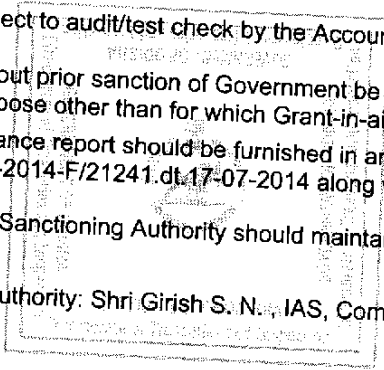 ect to audit/test check by the Accour
out prior sanction of Government be
pose other than for which Grant-in-ai
ance report should be furnished in an
-2014-F/21241.dt.17-07-2014 along
Sanctioning Authority should mainta
uthority: Shri Girish S. N. , IAS, Com